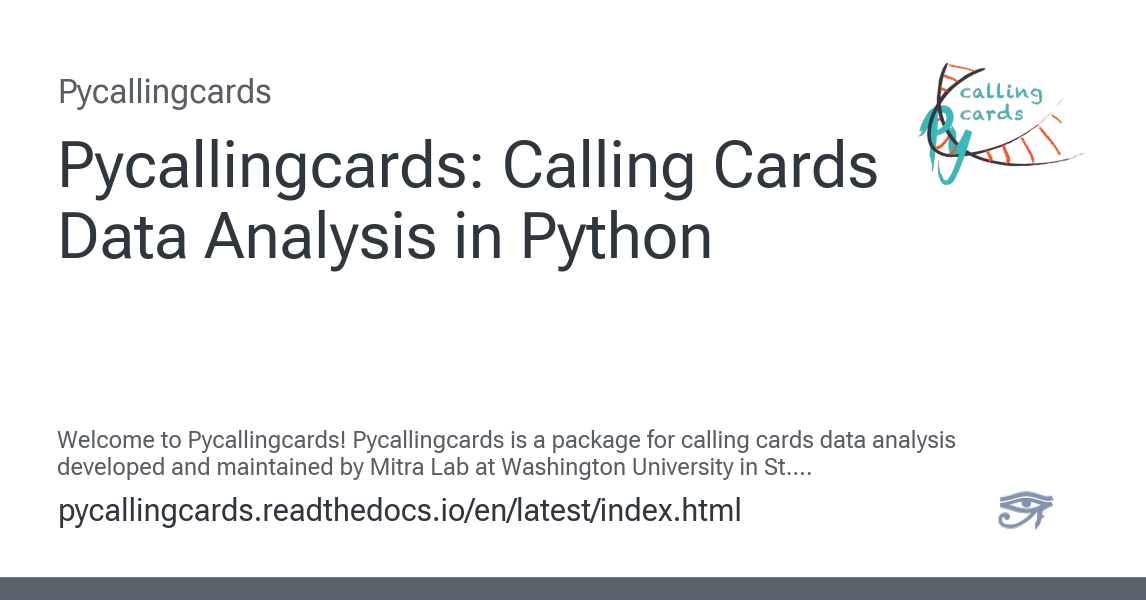 Pycallingcards
Pycallingcards: Calling Cards
Data Analysis in Python
calling
cards
Py
Welcome to Pycallingcards! Pycallingcards is a package for calling cards data analysis
developed and maintained by Mitra Lab at Washington University in St....
pycallingcards.readthedocs.io/en/latest/index.html